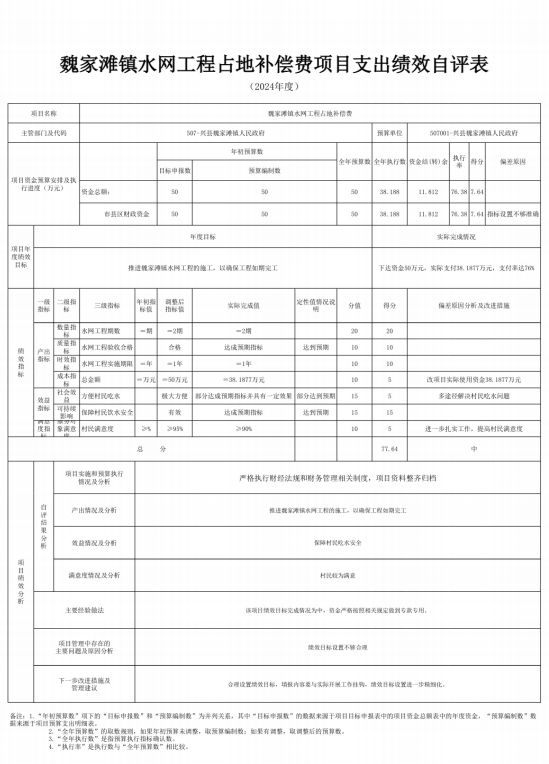 魏家滩镇水网工程占地补偿费项目支出绩效自评表
（2024年度）
项目名称 魏家滩镇水网工程占地补偿费
主管部门及代码 507-兴县魏家滩镇人民政府 预算单位 507001-兴县魏家滩镇人民政府
项目资金预算安排及执行进度（万元） 年初预算数 全年预算数 全年执行数 资金结(转)余 执行率 得分 偏差原因
目标申报数 预算编制数
资金总额： 50 50 50 38.188 11.812 76.38 7.64
市县区财政资金 50 50 50 38.188 11.812 76.38 7.64 指标设置不够准确
项目年度绩效目标 年度目标 实际完成情况
推进魏家滩镇水网工程的施工，以确保工程如期完工 下达资金50万元，实际支付38.1877万元，支付率达76%
绩效指标 一级指标 二级指标 三级指标 年初指标值 调整后指标值 实际完成值 定性值情况说明 分值 得分 偏差原因分析及改进措施
产出指标 数量指标 水网工程期数 ＝期 ＝2期 ＝2期 20 20
质量指标 水网工程验收合格 合格 达成预期指标 达到预期 10 10
时效指标 水网工程实施期限 ＝年 ＝1年 ＝1年 10 10
成本指标 总金额 ＝万元 ＝50万元 ＝38.1877万元 10 5 改项目实际使用资金38.1877万元
效益指标 社会效益 方便村民吃水 极大方便 部分达成预期指标并具有一定效果 部分达到预期 15 5 多途径解决村民吃水问题
可持续影响 保障村民饮水安全 有效 达成预期指标 达到预期 15 15
满意度指标 服务对象满意度 村民满意度 ≥% ≥95% ≥90% 10 5 进一步扎实工作，提高村民满意度
总 分 77.64 中
项目绩效分析 自评结果分析 项目实施和预算执行情况及分析 严格执行财经法规和财务管理相关制度，项目资料整齐归档
产出情况及分析 推进魏家滩镇水网工程的施工，以确保工程如期完工
效益情况及分析 保障村民吃水安全
满意度情况及分析 村民较为满意
主要经验做法 该项目绩效目标完成情况为中，资金严格按照相关规定做到专款专用。
项目管理中存在的主要问题及原因分析 绩效目标设置不够合理
下一步改进措施及管理建议 合理设置绩效目标，填报内容要与实际开展工作挂钩，绩效目标设置进一步精细化。
备注：1.“年初预算数”项下的“目标申报数”和“预算编制数”为并列关系，其中“目标申报数”的数据来源于项目目标申报表中的项目资金总额表中的年度资金，“预算编制数”数
据来源于项目预算支出明细表。
2.“全年预算数”的取数规则，如果年初预算未调整，取预算编制数；如果有调整，取调整后的预算数。
3.“全年执行数”是指预算执行指标确认数。
4.“执行率”是执行数与“全年预算数”相比较。